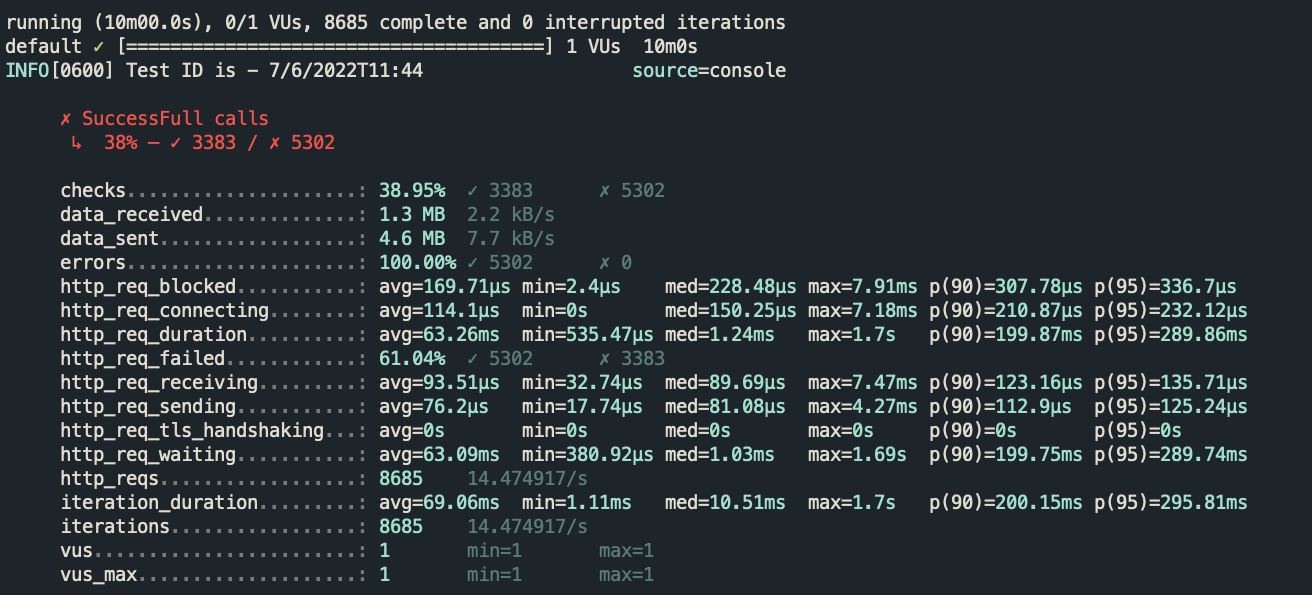 running (10m00.0s), 0/1 VUs, 8685 complete and 0 interrupted iterations
default ✓ [======================================] 1 VUs  10m0s
INFO[0600] Test ID is – 7/6/2022T11:44                   source=console
✗ SuccessFull calls
↳  38% — ✓ 3383 / ✗ 5302
checks.....................: 38.95%  ✓ 3383      ✗ 5302
data_received..............: 1.3 MB  2.2 kB/s
data_sent..................: 4.6 MB  7.7 kB/s
errors.....................: 100.00% ✓ 5302      ✗ 0
http_req_blocked...........: avg=169.71µs min=2.4µs    med=228.48µs max=7.91ms p(90)=307.78µs p(95)=336.7µs
http_req_connecting........: avg=114.1µs  min=0s       med=150.25µs max=7.18ms p(90)=210.87µs p(95)=232.12µs
http_req_duration..........: avg=63.26ms  min=535.47µs med=1.24ms   max=1.7s   p(90)=199.87ms p(95)=289.86ms
http_req_failed............: 61.04%  ✓ 5302      ✗ 3383
http_req_receiving.........: avg=93.51µs  min=32.74µs  med=89.69µs  max=7.47ms p(90)=123.16µs p(95)=135.71µs
http_req_sending...........: avg=76.2µs   min=17.74µs  med=81.08µs  max=4.27ms p(90)=112.9µs  p(95)=125.24µs
http_req_tls_handshaking...: avg=0s       min=0s       med=0s       max=0s     p(90)=0s       p(95)=0s
http_req_waiting...........: avg=63.09ms  min=380.92µs med=1.03ms   max=1.69s  p(90)=199.75ms p(95)=289.74ms
http_reqs..................: 8685    14.474917/s
iteration_duration.........: avg=69.06ms  min=1.11ms   med=10.51ms  max=1.7s   p(90)=200.15ms p(95)=295.81ms
iterations.................: 8685    14.474917/s
vus........................: 1       min=1       max=1
vus_max....................: 1       min=1       max=1